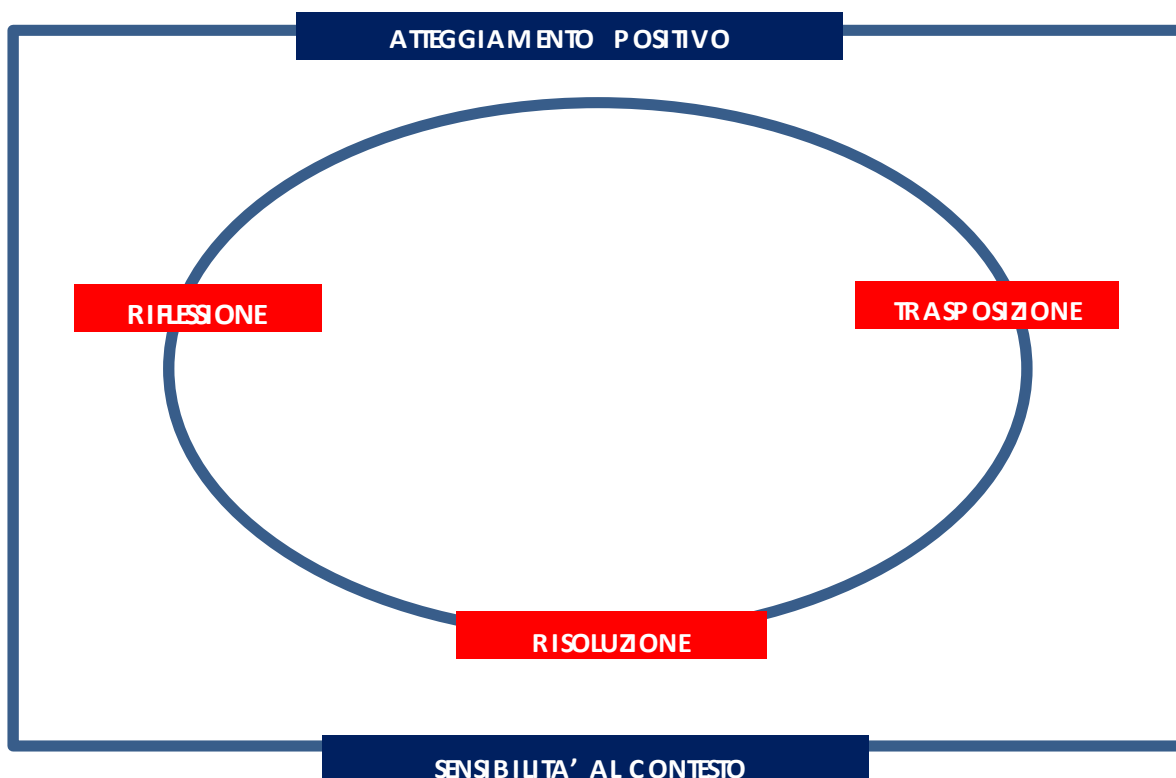 ATTEGGIAMENTO POSITIVO
RIFLESSIONE
TRASPOSIZIONE
RISOLUZIONE
SENSIBILITA’ AL CONTESTO